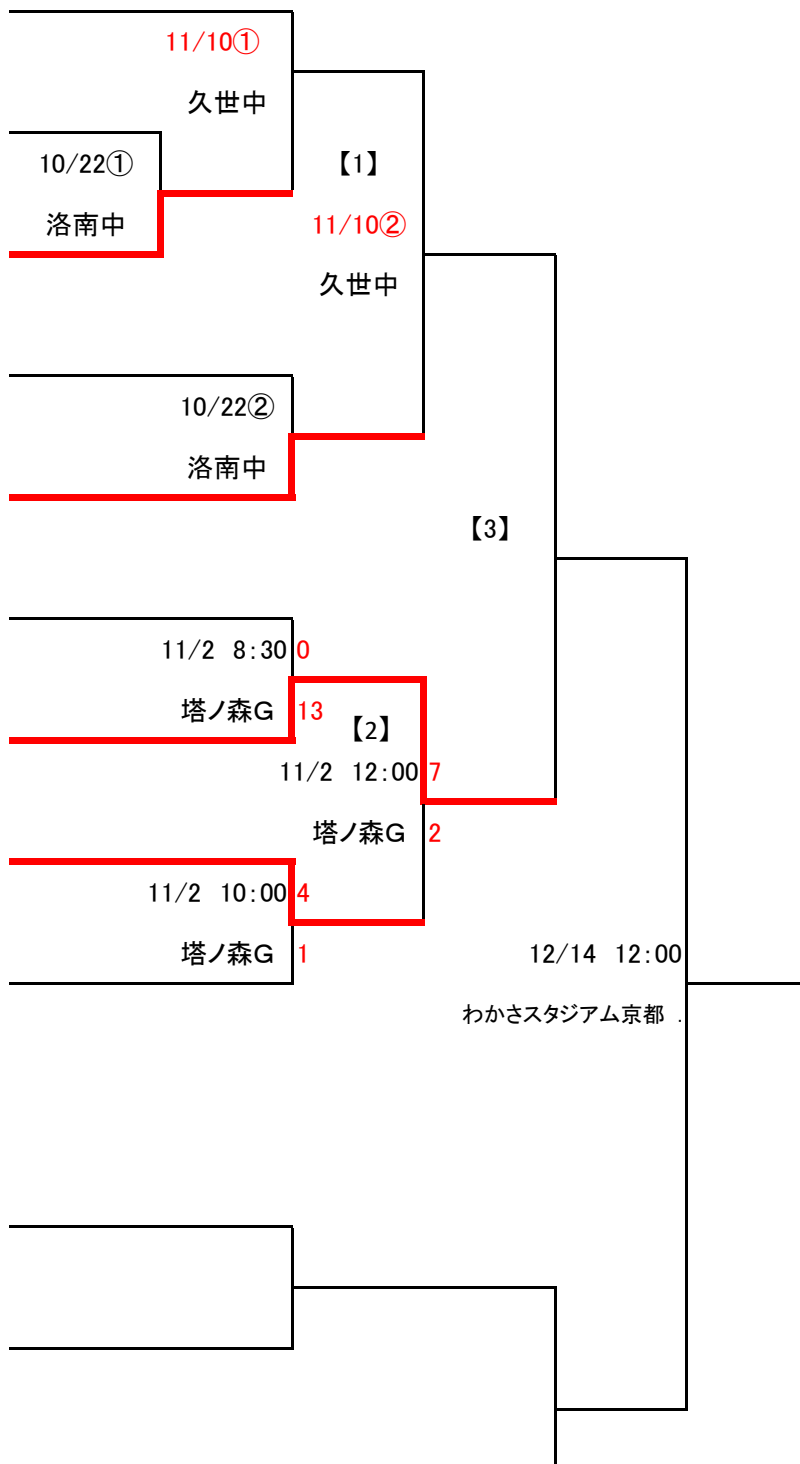 11/10①
久世中
10/22①
【1】
洛南中
11/10②
久世中
10/22②
洛南中
【3】
11/2 8:30 0
塔ノ森G 13
【2】
11/2 12:00 7
塔ノ森G 2
11/2 10:00 4
塔ノ森G 1
12/14 12:00
わかさスタジアム京都 .